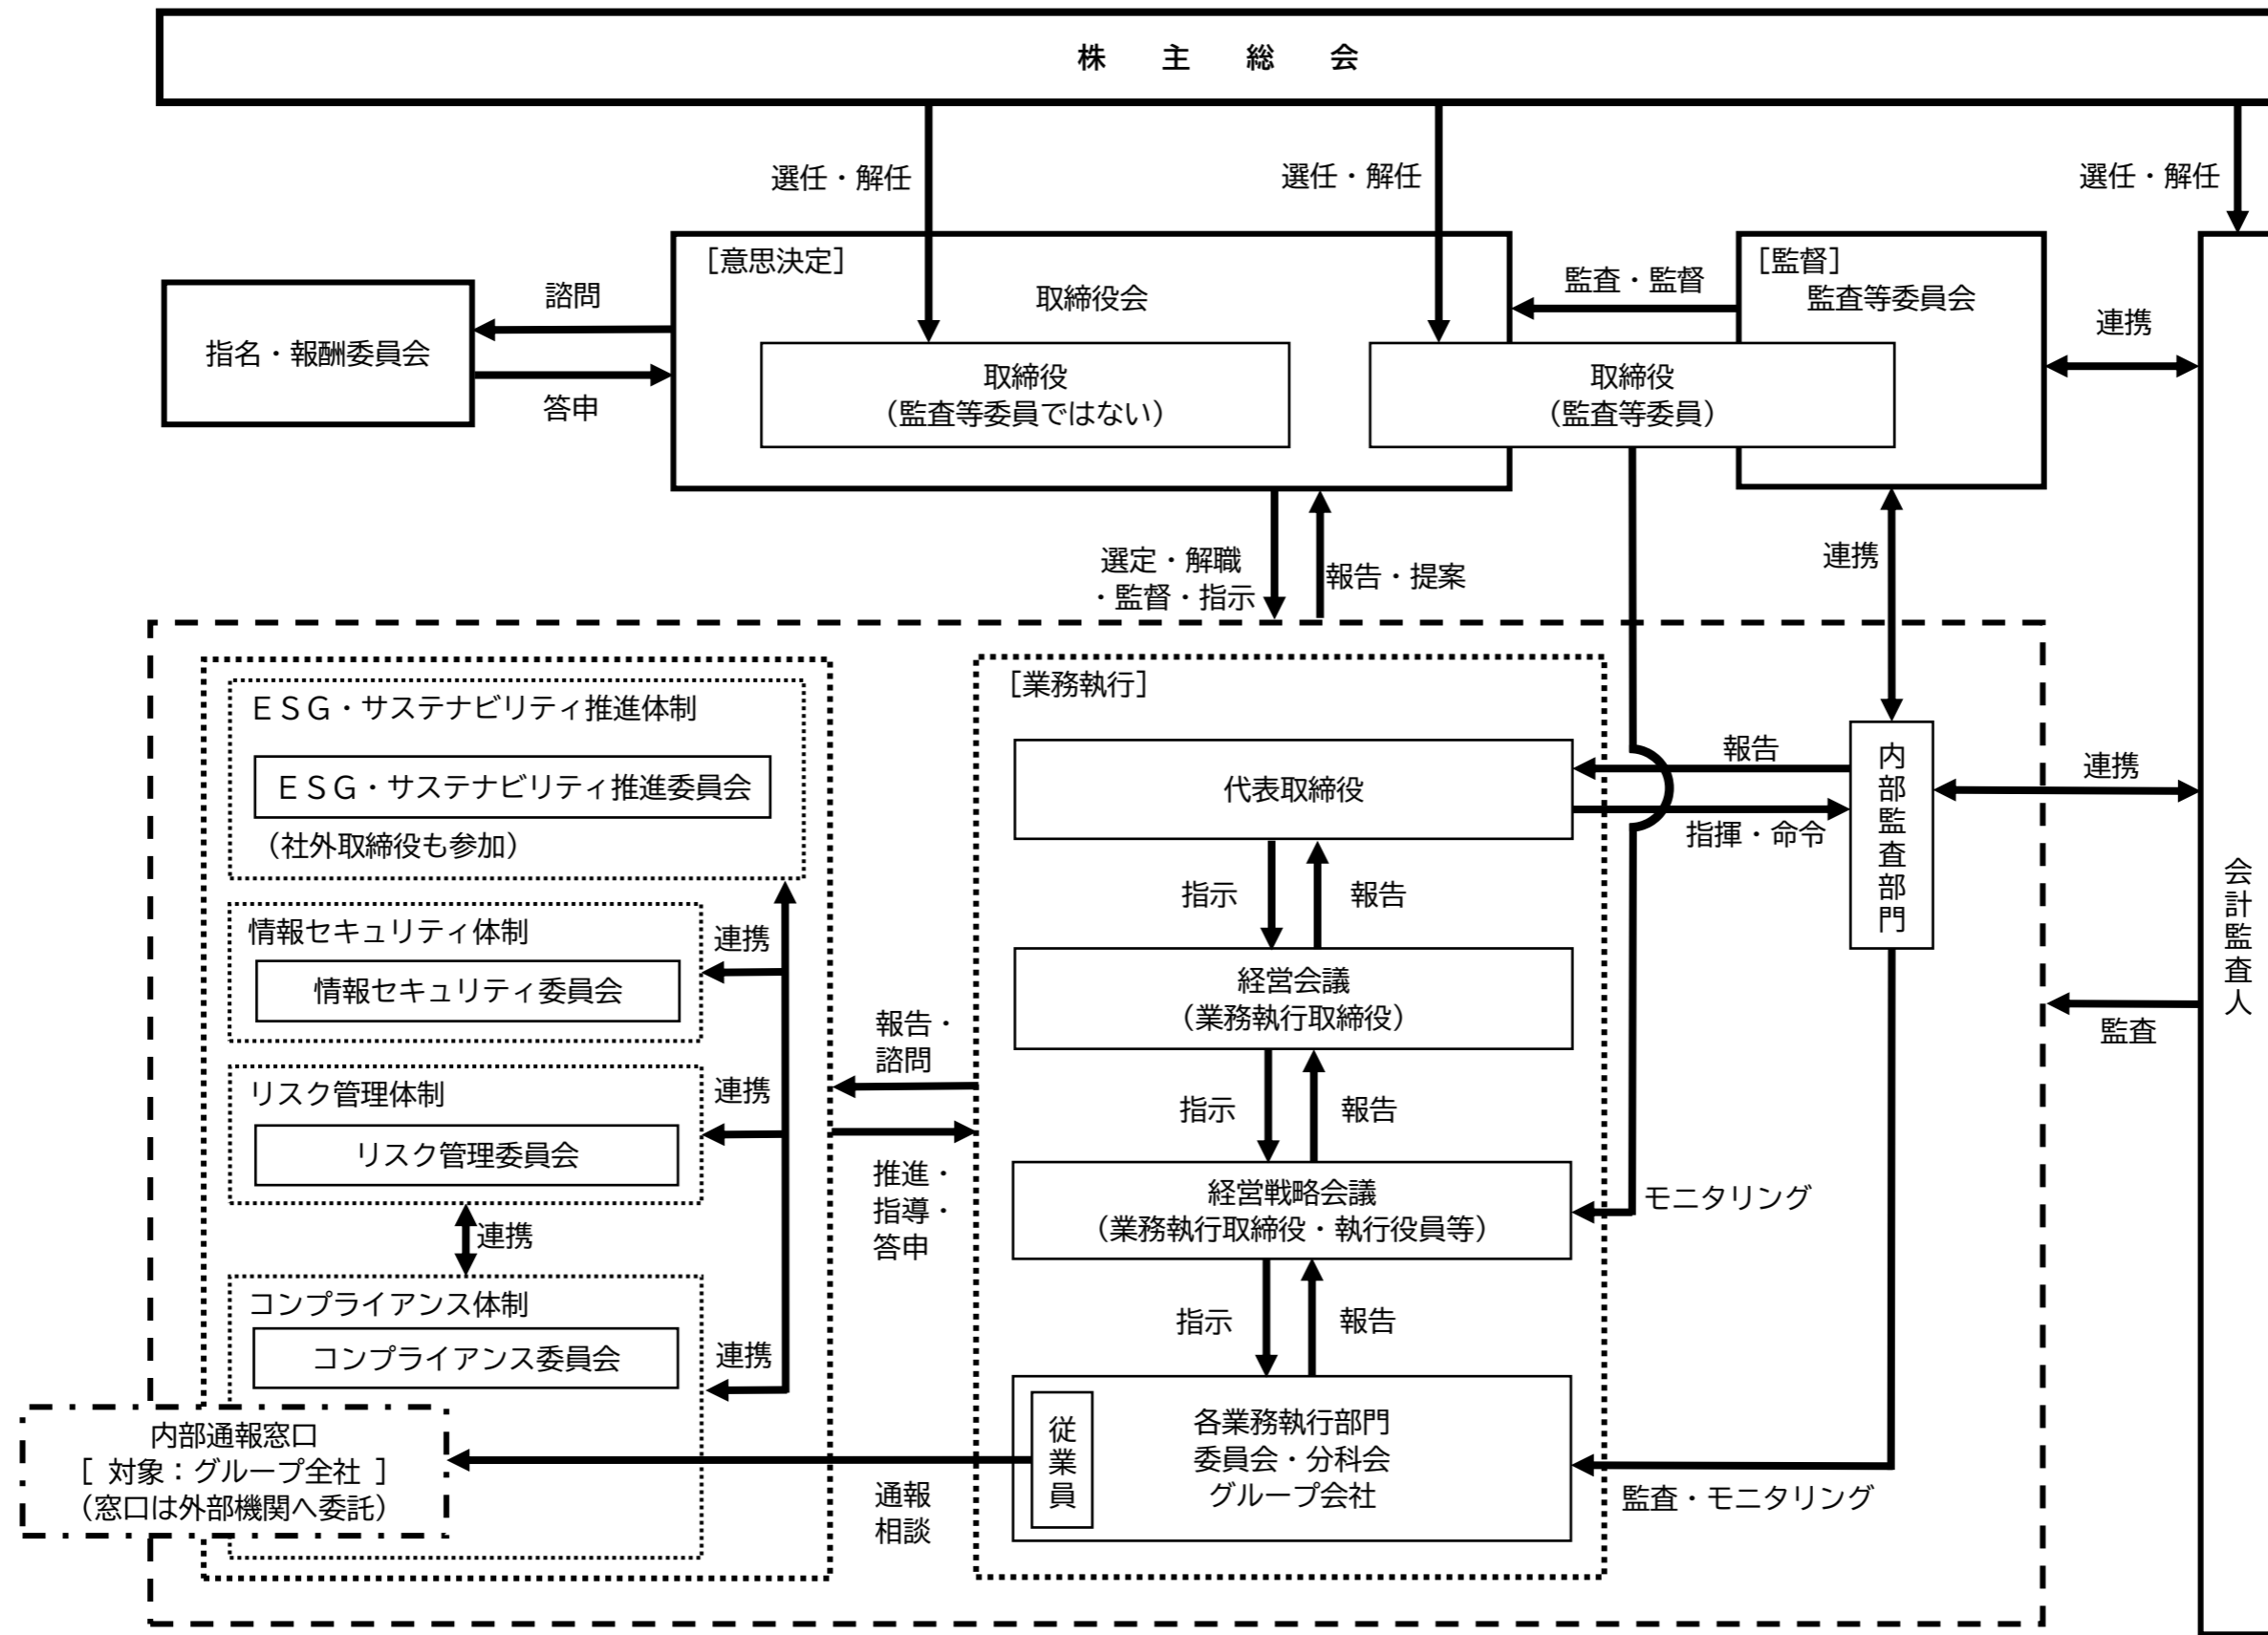 株主総会
選任・解任
選任・解任
選任・解任
［意思決定］
取締役会
取締役
（監査等委員ではない）
監査・監督
［監督］
監査等委員会
取締役
（監査等委員）
連携
諮問
指名・報酬委員会
答申
選定・解職
・監督・指示
報告・提案
連携
ＥＳＧ・サステナビリティ推進体制
ＥＳＧ・サステナビリティ推進委員会
（社外取締役も参加）
情報セキュリティ体制
情報セキュリティ委員会
連携
リスク管理体制
リスク管理委員会
連携
連携
コンプライアンス体制
コンプライアンス委員会
連携
内部通報窓口
［ 対象：グループ全社 ］
（窓口は外部機関へ委託）
報告・
諮問
推進・
指導・
答申
通報
相談
［業務執行］
代表取締役
指示
報告
経営会議
（業務執行取締役）
指示
報告
経営戦略会議
（業務執行取締役・執行役員等）
指示
報告
従業員
各業務執行部門
委員会・分科会
グループ会社
報告
指揮・命令
内部監査部門
モニタリング
監査・モニタリング
連携
監査
会計監査人